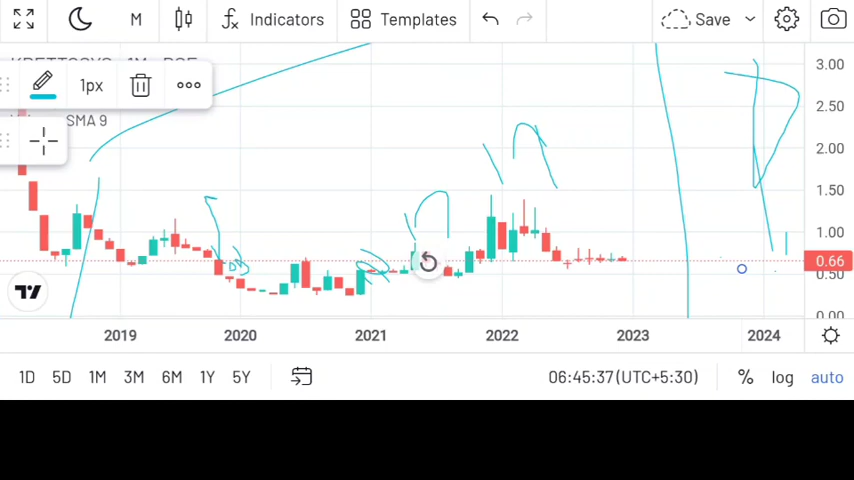 M Indicators Templates Save
1px
SMA 9
3.00
2.50
2.00
1.50
1.00
0.66
0.50
0.00
2019 2020 2021 2022 2023 2024
1D 5D 1M 3M 6M 1Y 5Y 06:45:37(UTC+5:30) % log auto